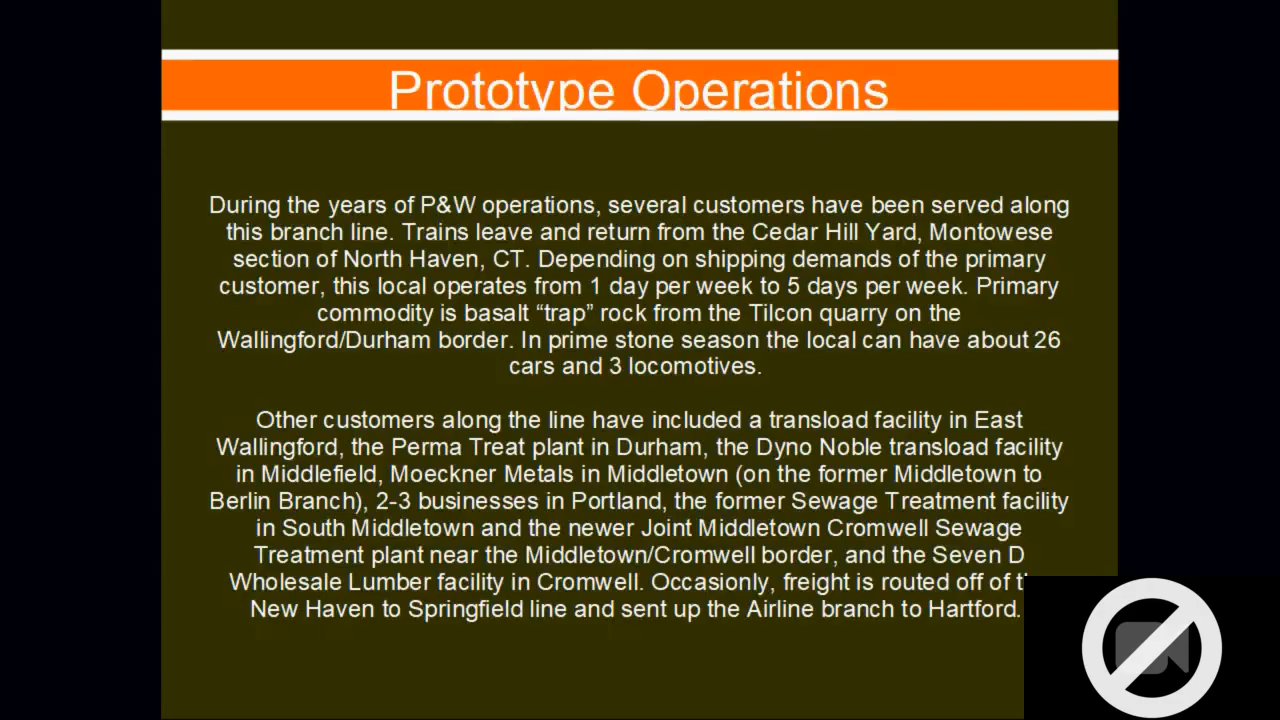 Prototype Operations
During the years of P&W operations, several customers have been served along
this branch line. Trains leave and return from the Cedar Hill Yard, Montowese
section of North Haven, CT. Depending on shipping demands of the primary
customer, this local operates from 1 day per week to 5 days per week. Primary
commodity is basalt “trap” rock from the Tilcon quarry on the
Wallingford/Durham border. In prime stone season the local can have about 26
cars and 3 locomotives.
Other customers along the line have included a transload facility in East
Wallingford, the Perma Treat plant in Durham, the Dyno Noble transload facility
in Middlefield, Moeckner Metals in Middletown (on the former Middletown to
Berlin Branch), 2-3 businesses in Portland, the former Sewage Treatment facility
in South Middletown and the newer Joint Middletown Cromwell Sewage
Treatment plant near the Middletown/Cromwell border, and the Seven D
Wholesale Lumber facility in Cromwell. Occasionly, freight is routed off of
New Haven to Springfield line and sent up the Airline branch to Hartford.